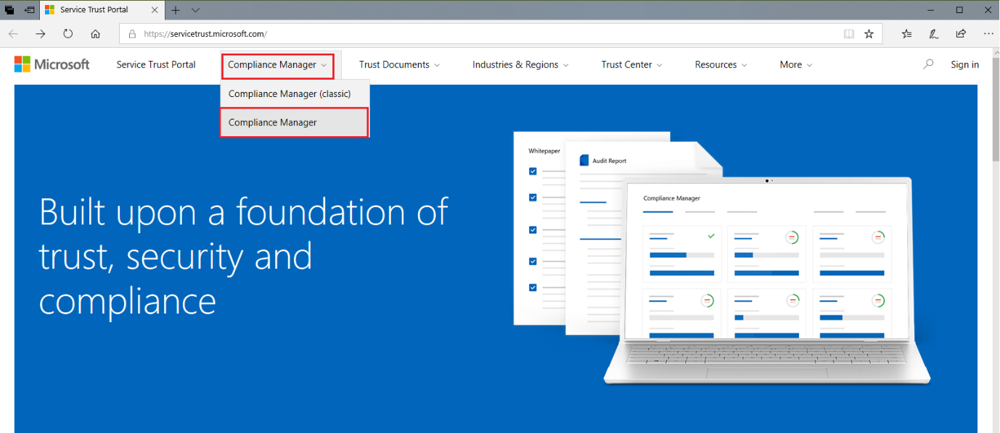 Service Trust Portal
https://servicetrust.microsoft.com/
Microsoft Service Trust Portal Compliance Manager Trust Documents Industries & Regions Trust Center Resources More Sign in
Compliance Manager (classic)
Compliance Manager
Built upon a foundation of
trust, security and
compliance
Whitepaper
Audit Report
Compliance Manager